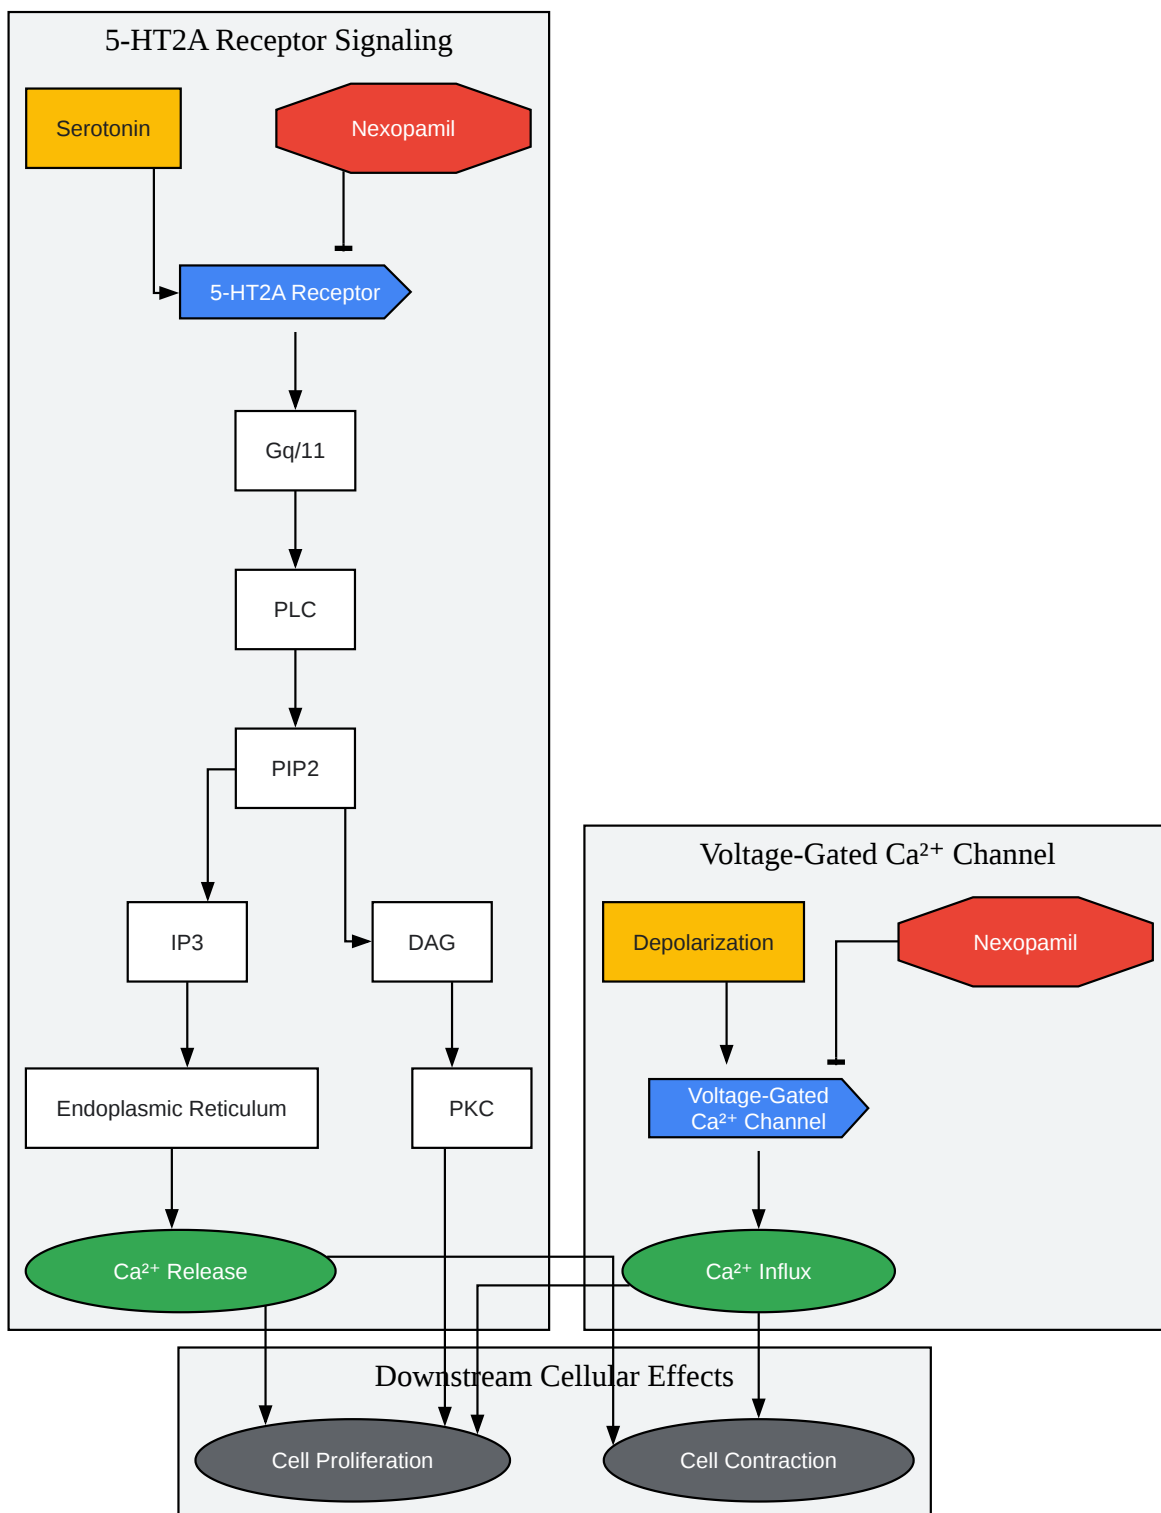 5-HT2A Receptor Signaling
Serotonin
Nexopamil
5-HT2A Receptor
Gq/11
PLC
PIP2
IP3
DAG
Endoplasmic Reticulum
PKC
Ca²⁺ Release
Voltage-Gated Ca²⁺ Channel
Depolarization
Nexopamil
Voltage-Gated
Ca²⁺ Channel
Ca²⁺ Influx
Downstream Cellular Effects
Cell Proliferation
Cell Contraction